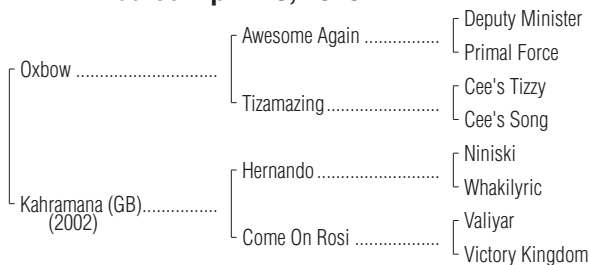 Deputy Minister
Awesome Again ................
Primal Force
Oxbow ..............................
Cee's Tizzy
Tizamazing........................
Cee's Song
Niniski
Hernando..........................
Whakilyric
Kahramana (GB)................
(2002)
Valiyar
Come On Rosi ..................
Victory Kingdom